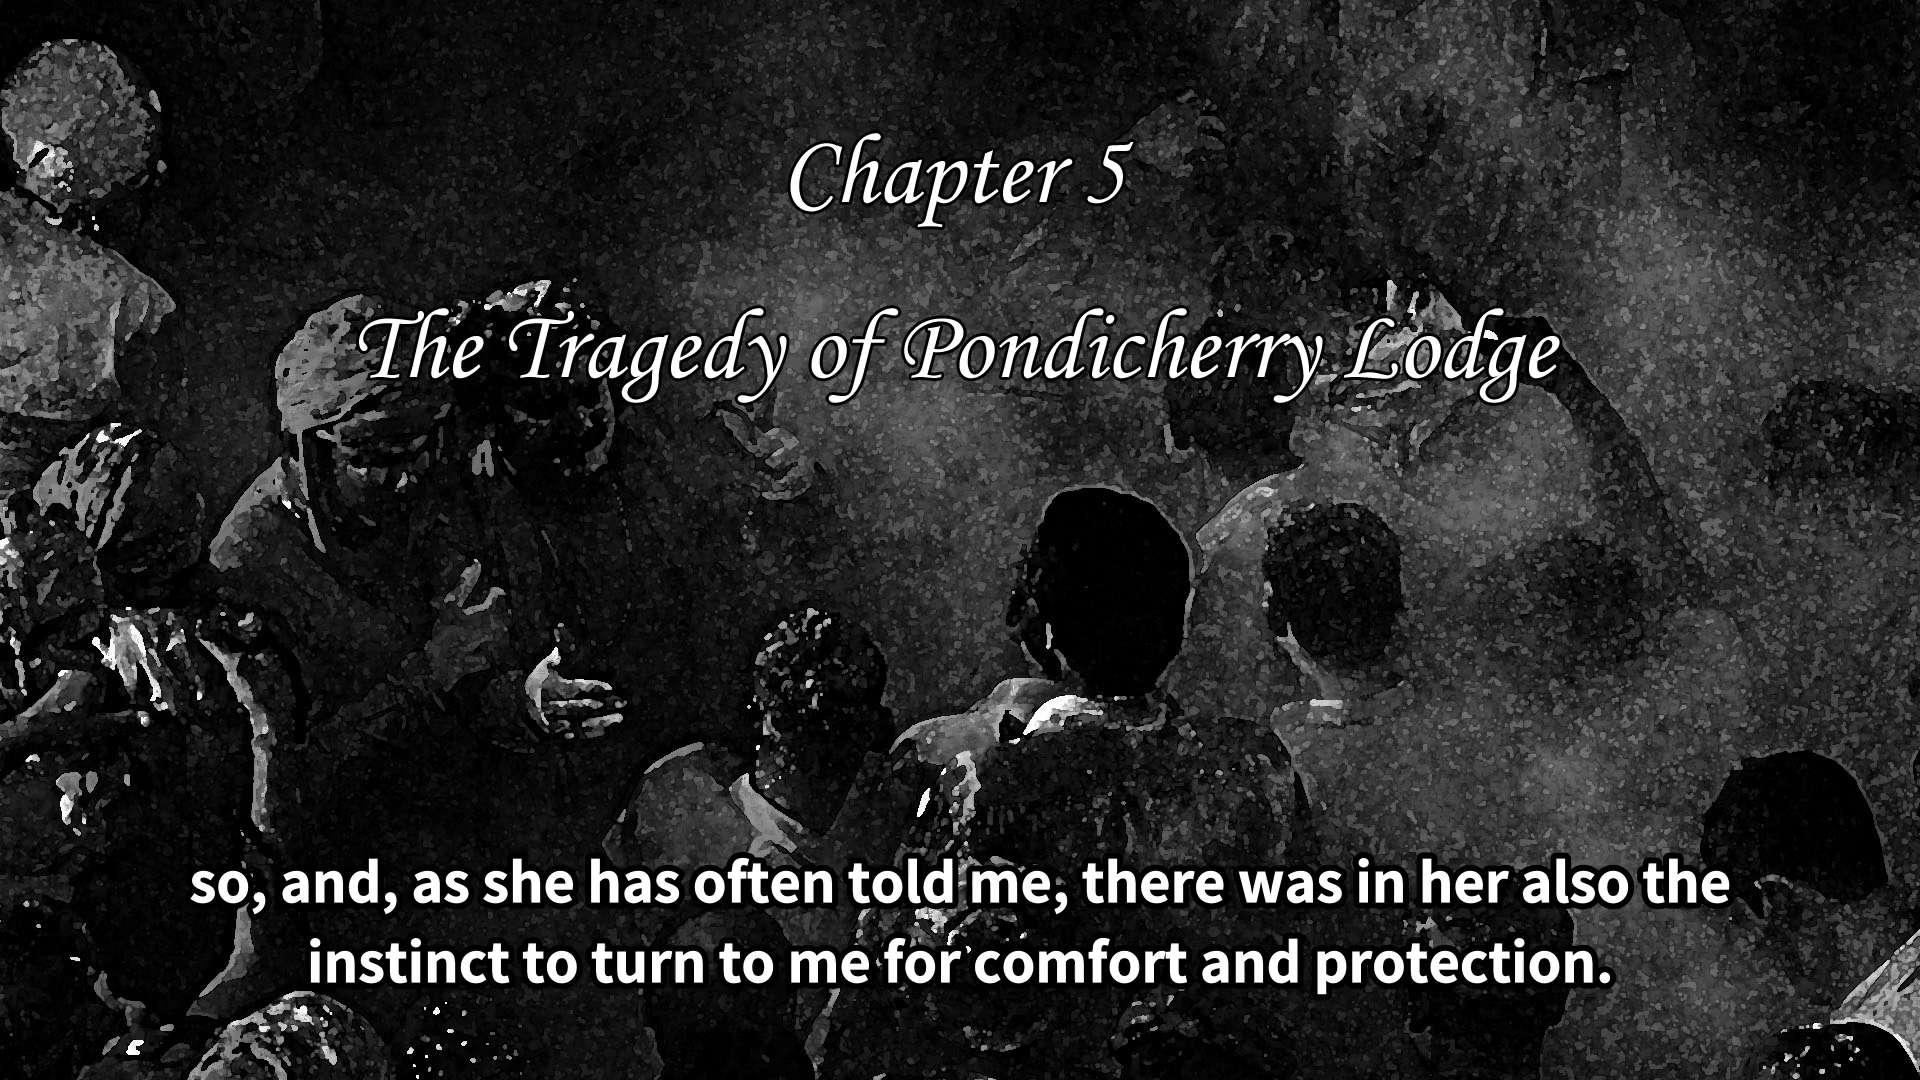 Chapter 5
The Tragedy of Pondicherry Lodge
so, and, as she has often told me, there was in her also the
instinct to turn to me for comfort and protection.